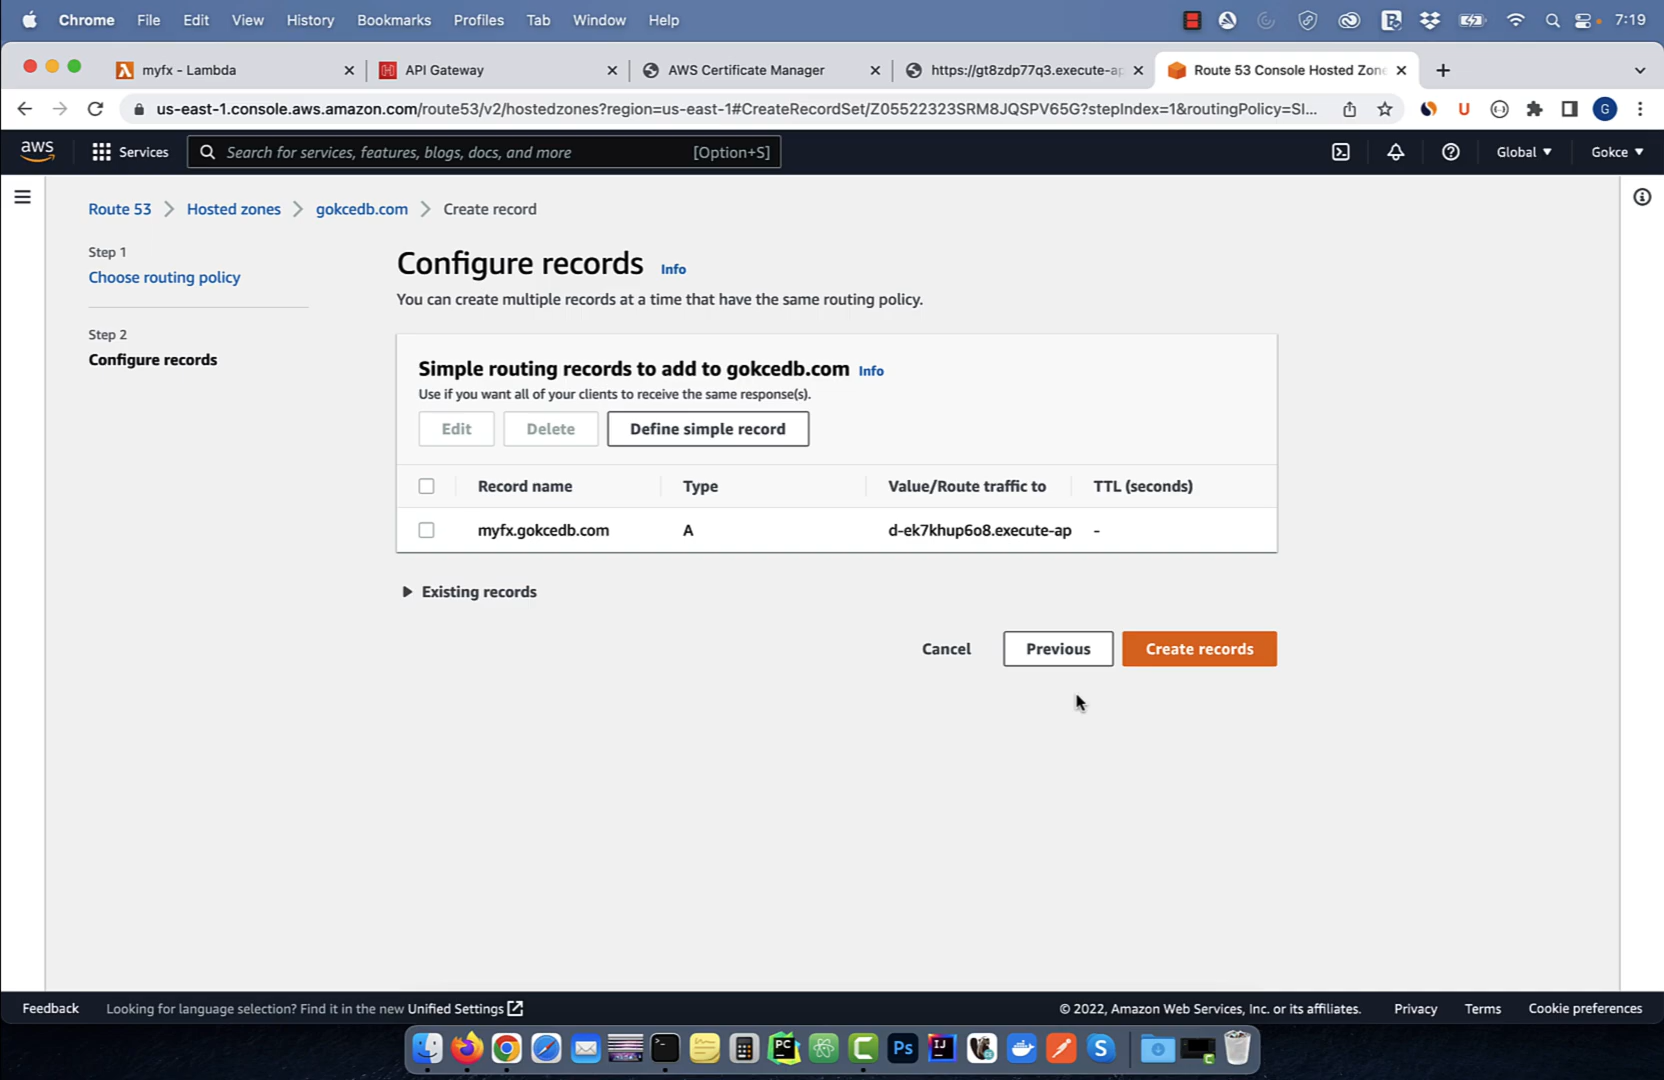 Chrome File Edit View History Bookmarks Profiles Tab Window Help 7:19
myfx - Lambda API Gateway AWS Certificate Manager https://gt8zdp77q3.execute-ap Route 53 Console Hosted Zone
us-east-1.console.aws.amazon.com/route53/v2/hostedzones?region=us-east-1#CreateRecordSet/Z05522323SRM8JQSPV65G?stepIndex=1&routingPolicy=SI... U G
aws Services Search for services, features, blogs, docs, and more [Option+S] Global Gokce
Route 53 Hosted zones gokcedb.com Create record
Step 1
Choose routing policy
Step 2
Configure records
Configure records Info
You can create multiple records at a time that have the same routing policy.
Simple routing records to add to gokcedb.com Info
Use if you want all of your clients to receive the same response(s).
Edit Delete Define simple record
Record name Type Value/Route traffic to TTL (seconds)
myfx.gokcedb.com A d-ek7khup6o8.execute-ap -
Existing records
Cancel Previous Create records
Feedback Looking for language selection? Find it in the new Unified Settings © 2022, Amazon Web Services, Inc. or its affiliates. Privacy Terms Cookie preferences
PC Ps IJ